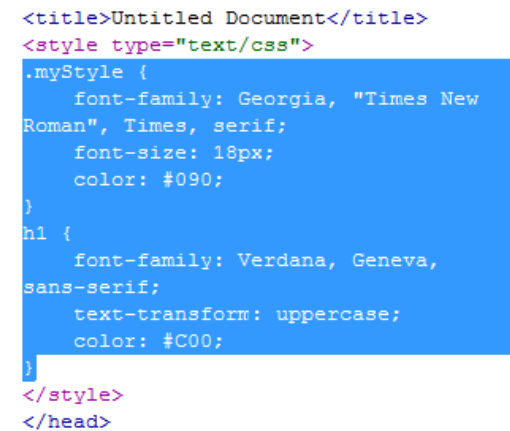 <title>Untitled Document</title>
<style type="text/css">
.myStyle {
    font-family: Georgia, "Times New
Roman", Times, serif;
    font-size: 18px;
    color: #090;
}
h1 {
    font-family: Verdana, Geneva,
sans-serif;
    text-transform: uppercase;
    color: #C00;
}
</style>
</head>